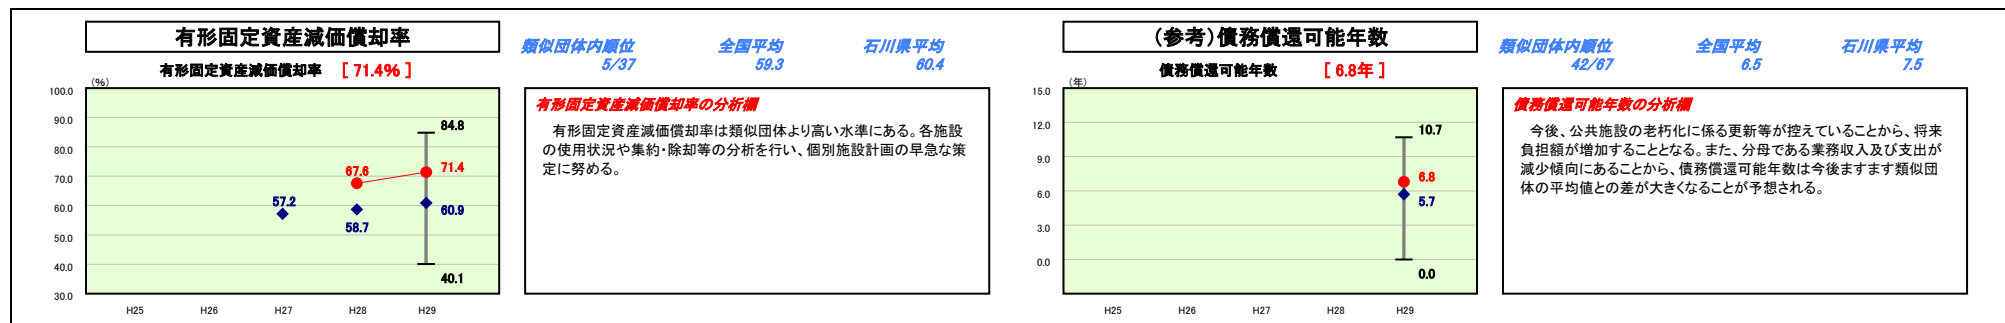 有形固定資産減価償却率
有形固定資産減価償却率 [ 71.4% ]
類似団体内順位 全国平均 石川県平均
5/37 59.3 60.4
(%)
100.0
90.0
80.0
70.0
60.0
50.0
40.0
30.0
84.8
67.6
71.4
57.2
58.7
60.9
40.1
H25 H26 H27 H28 H29
有形固定資産減価償却率の分析欄
有形固定資産減価償却率は類似団体より高い水準にある。各施設
の使用状況や集約・除却等の分析を行い、個別施設計画の早急な策
定に努める。
(参考)債務償還可能年数
債務償還可能年数 [ 6.8年 ]
類似団体内順位 全国平均 石川県平均
42/67 6.5 7.5
(年)
15.0
12.0
9.0
6.0
3.0
0.0
10.7
6.8
5.7
0.0
H25 H26 H27 H28 H29
債務償還可能年数の分析欄
今後、公共施設の老朽化に係る更新等が控えていることから、将来
負担額が増加することとなる。また、分母である業務収入及び支出が
減少傾向にあることから、債務償還可能年数は今後ますます類似団
体の平均値との差が大きくなることが予想される。